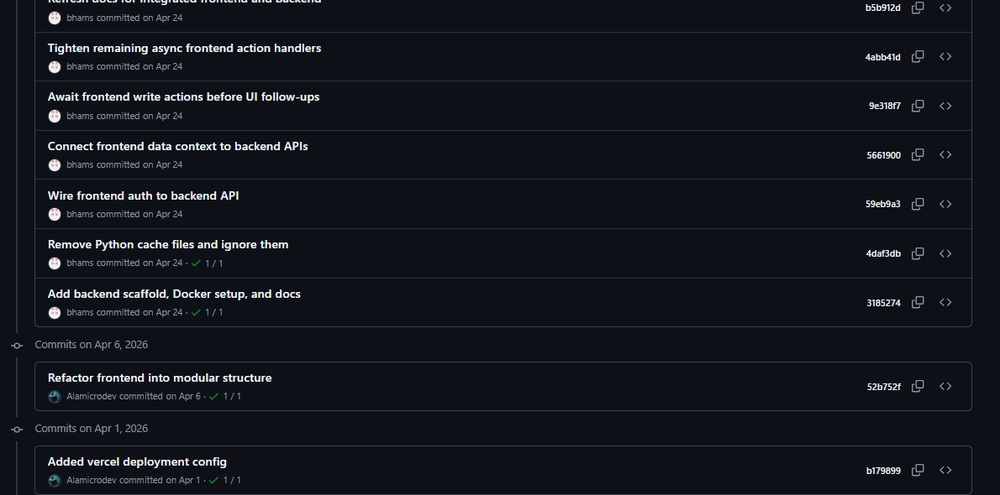 Refresh docs for integrated frontend and backend
bhams committed on Apr 24
b5b912d
Tighten remaining async frontend action handlers
bhams committed on Apr 24
4abb41d
Await frontend write actions before UI follow-ups
bhams committed on Apr 24
9e318f7
Connect frontend data context to backend APIs
bhams committed on Apr 24
5661900
Wire frontend auth to backend API
bhams committed on Apr 24
59eb9a3
Remove Python cache files and ignore them
bhams committed on Apr 24 · 1 / 1
4daf3db
Add backend scaffold, Docker setup, and docs
bhams committed on Apr 24 · 1 / 1
3185274
Commits on Apr 6, 2026
Refactor frontend into modular structure
Alamicrodev committed on Apr 6 · 1 / 1
52b752f
Commits on Apr 1, 2026
Added vercel deployment config
Alamicrodev committed on Apr 1 · 1 / 1
b179899